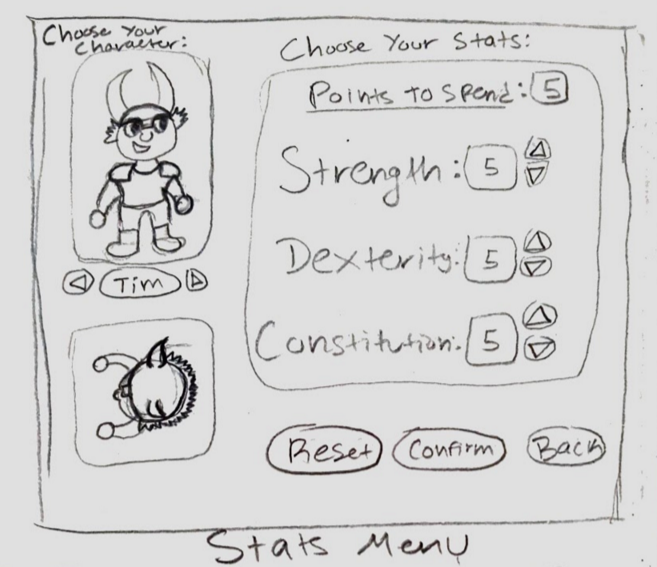 Choose Your
Character:
Choose Your Stats:
Points To Spend: 5
Strength: 5
Dexterity: 5
Constitution: 5
Tim
Reset
Confirm
Back
Stats Menu